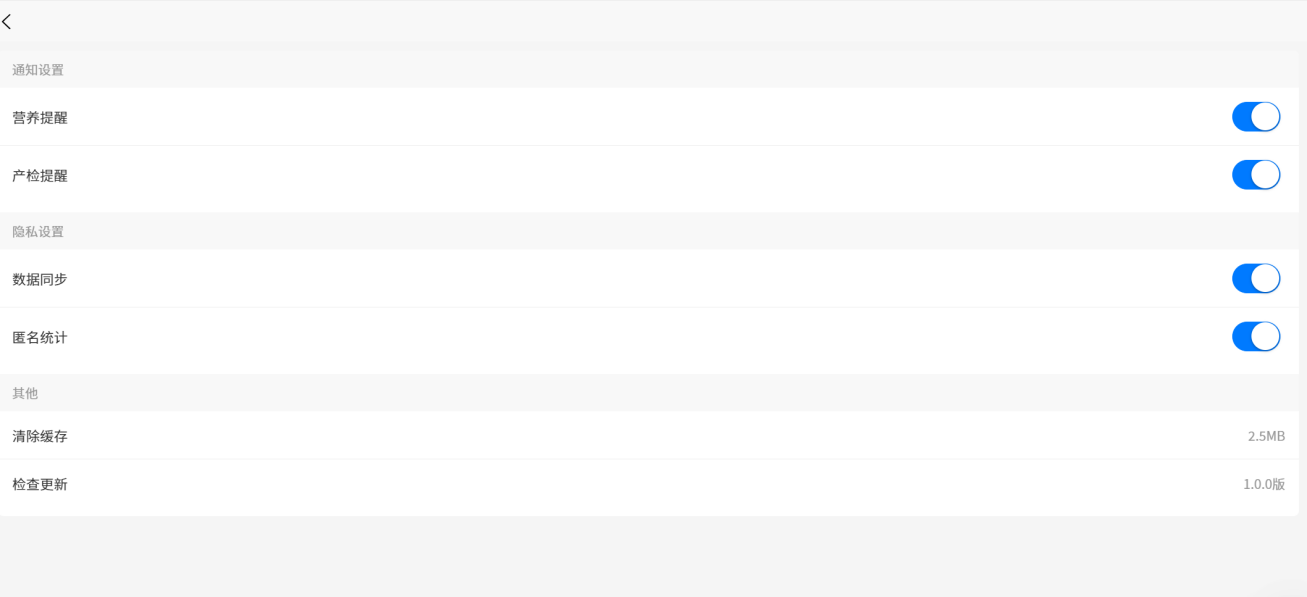 通知设置
营养提醒
产检提醒
隐私设置
数据同步
匿名统计
其他
清除缓存 2.5MB
检查更新 1.0.0版